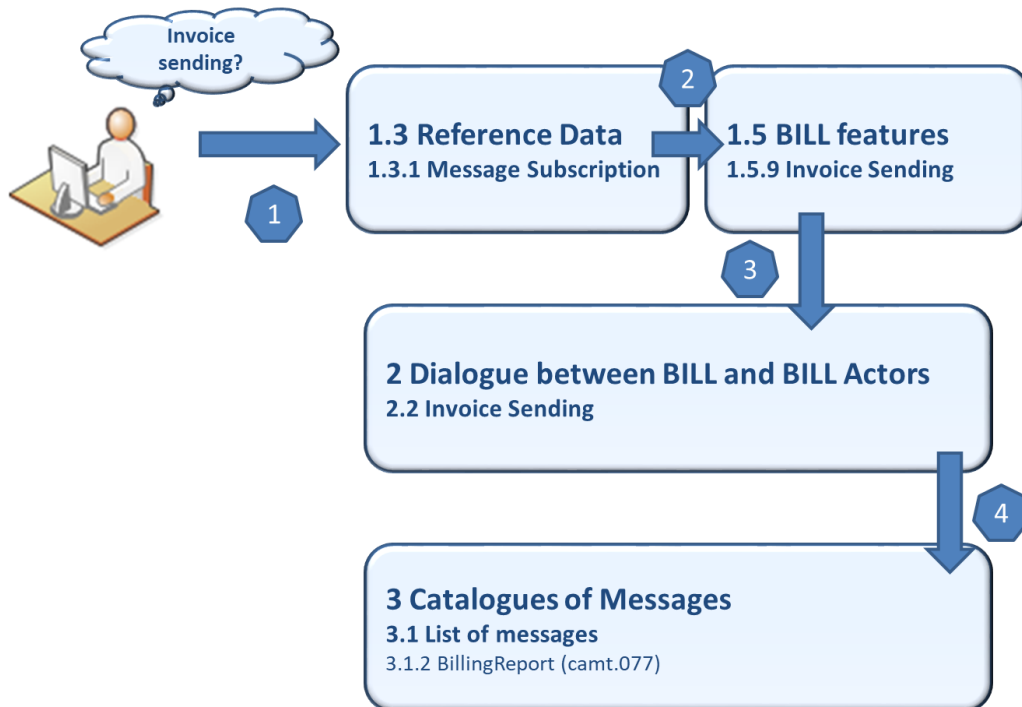 Invoice
sending?
1
1.3 Reference Data
1.3.1 Message Subscription
2
1.5 BILL features
1.5.9 Invoice Sending
3
2 Dialogue between BILL and BILL Actors
2.2 Invoice Sending
4
3 Catalogues of Messages
3.1 List of messages
3.1.2 BillingReport (camt.077)